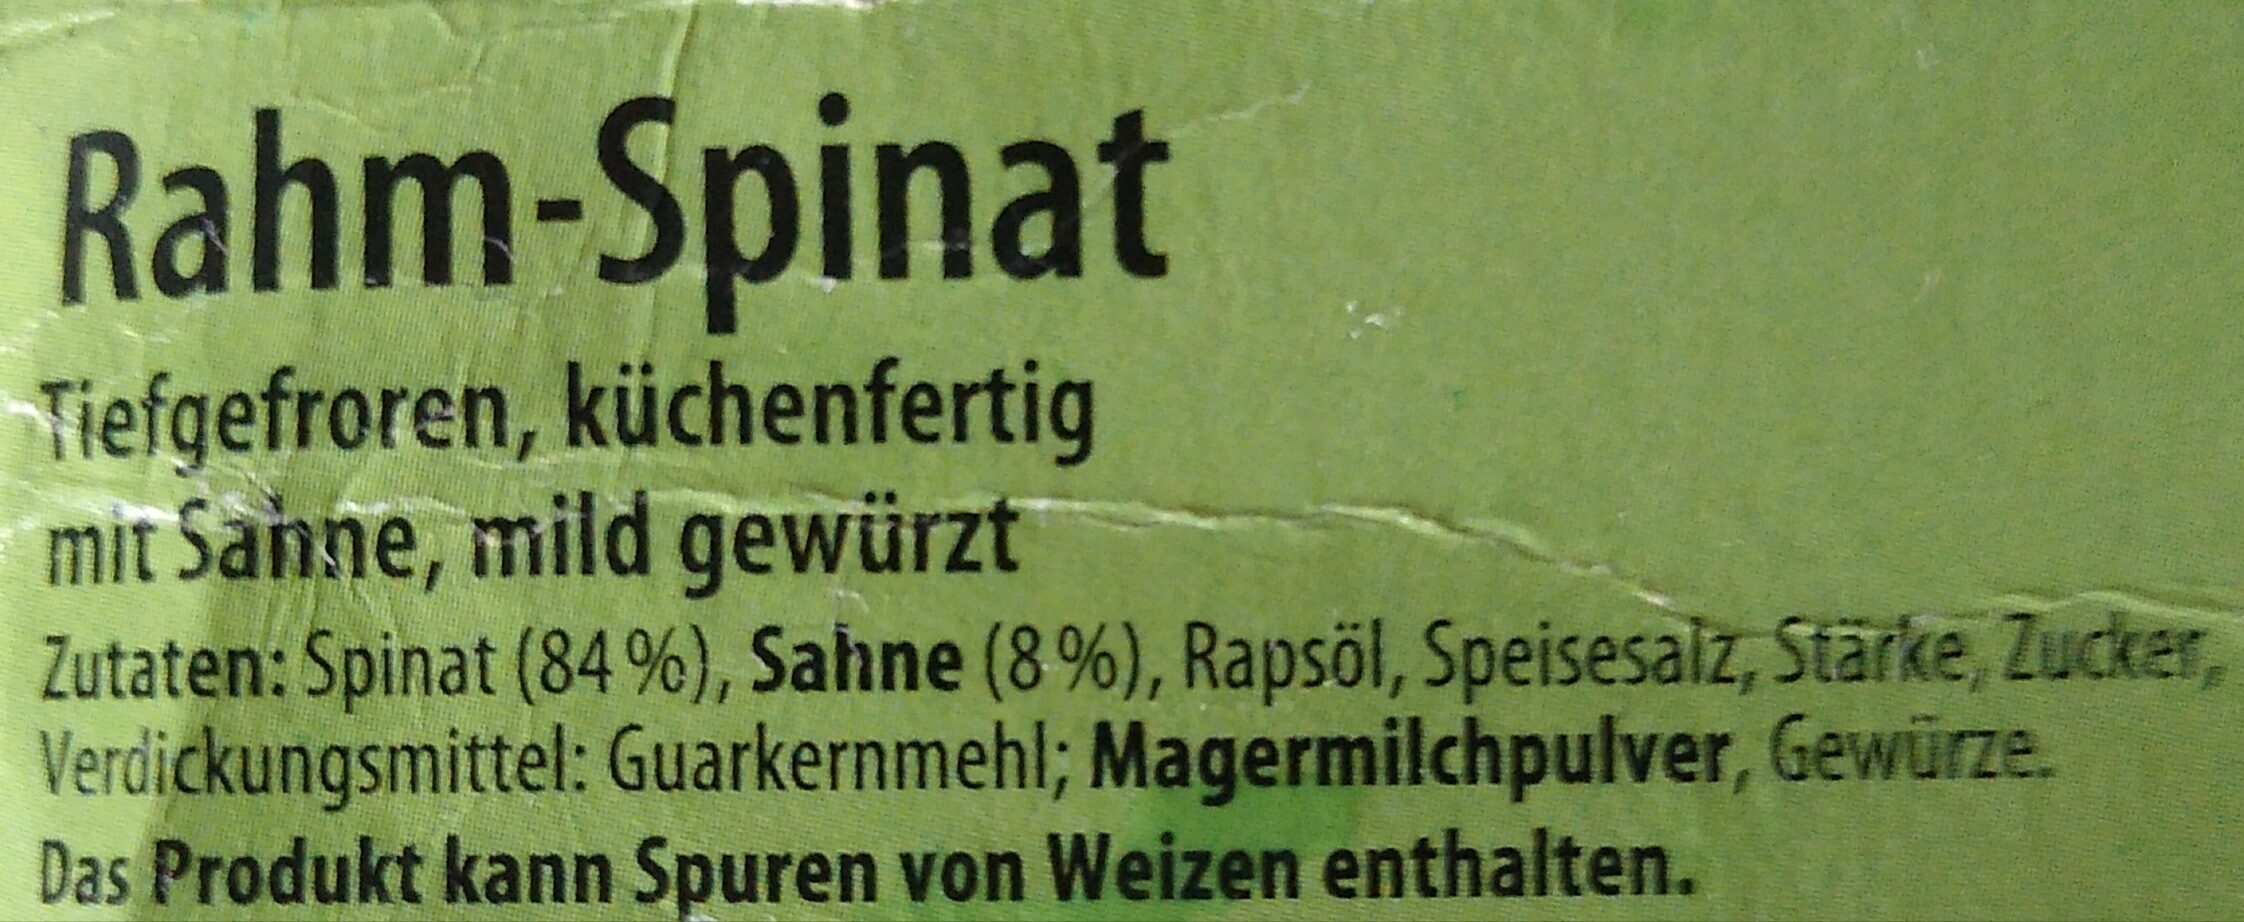 Rahm-Spinat
Tiefgefroren, küchenfertig
mit Sahne, mild gewürzt
Zutaten: Spinat (84 %), Sahne (8 %), Rapsöl, Speisesalz, Stärke, Zucker,
Verdickungsmittel: Guarkernmehl; Magermilchpulver, Gewürze.
Das Produkt kann Spuren von Weizen enthalten.